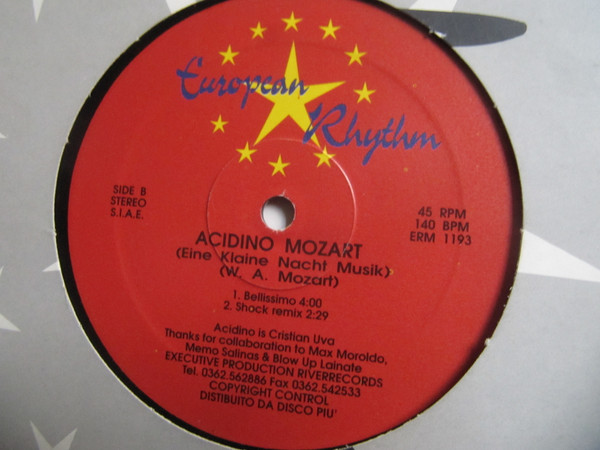 European
Rhythm
SIDE B
STEREO
S.I.A.E.
45 RPM
140 BPM
ERM 1193
ACIDINO MOZART
(Eine Klaine Nacht Musik)
(W. A. Mozart)
1. Bellissimo 4:00
2. Shock remix 2:29
Acidino is Cristian Uva
Thanks for collaboration to Max Moroldo,
Memo Salinas & Blow Up Lainate
EXECUTIVE PRODUCTION RIVERRECORDS
Tel. 0362.562886 Fax 0362.542533
COPYRIGHT CONTROL
DISTIBUITO DA DISCO PIU'